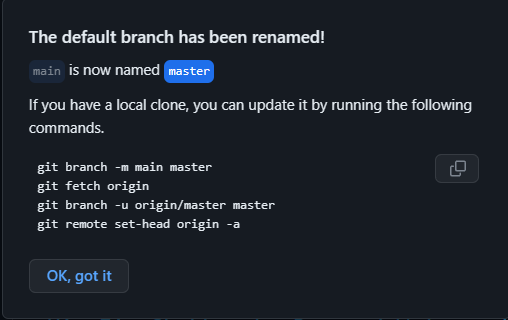 The default branch has been renamed!
main is now named master
If you have a local clone, you can update it by running the following
commands.
git branch -m main master
git fetch origin
git branch -u origin/master master
git remote set-head origin -a
OK, got it